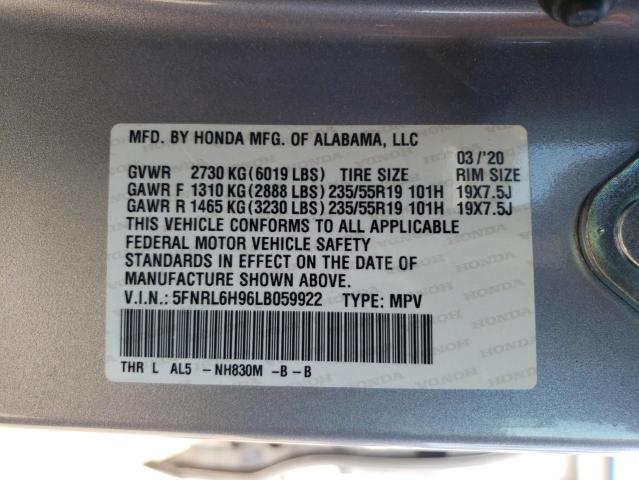 MFD. BY HONDA MFG. OF ALABAMA, LLC
03/'20
GVWR 2730 KG (6019 LBS) TIRE SIZE RIM SIZE
GAWR F 1310 KG (2888 LBS) 235/55R19 101H 19X7.5J
GAWR R 1465 KG (3230 LBS) 235/55R19 101H 19X7.5J
THIS VEHICLE CONFORMS TO ALL APPLICABLE
FEDERAL MOTOR VEHICLE SAFETY
STANDARDS IN EFFECT ON THE DATE OF
MANUFACTURE SHOWN ABOVE.
V.I.N.: 5FNRL6H96LB059922 TYPE: MPV
THR L AL5 -NH830M -B-B